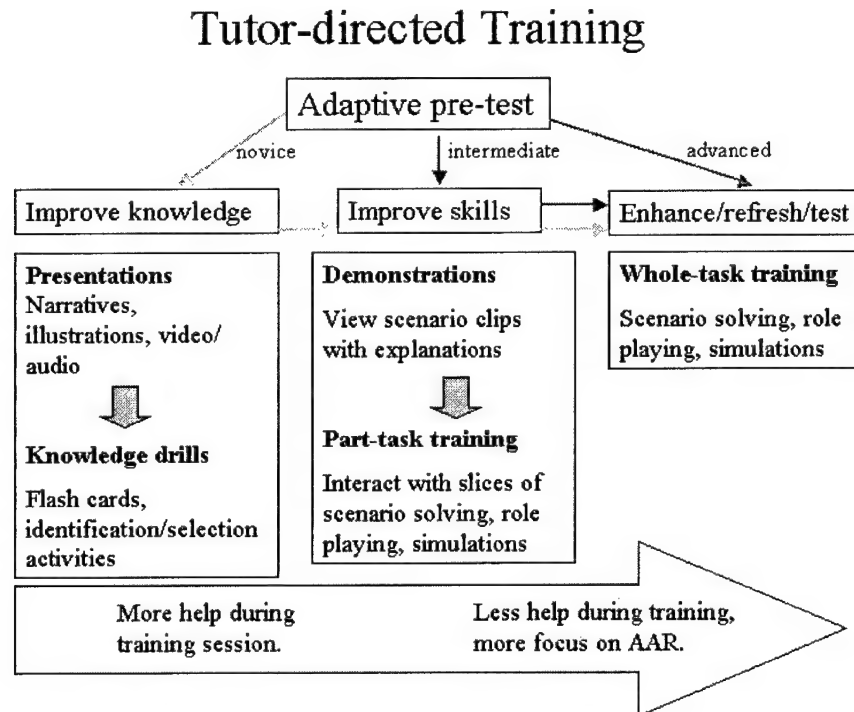 Tutor-directed Training
Adaptive pre-test
novice
intermediate
advanced
Improve knowledge
Improve skills
Enhance/refresh/test
Presentations
Narratives,
illustrations, video/
audio
Knowledge drills
Flash cards,
identification/selection
activities
Demonstrations
View scenario clips
with explanations
Part-task training
Interact with slices of
scenario solving, role
playing, simulations
Whole-task training
Scenario solving, role
playing, simulations
More help during
training session.
Less help during training,
more focus on AAR.